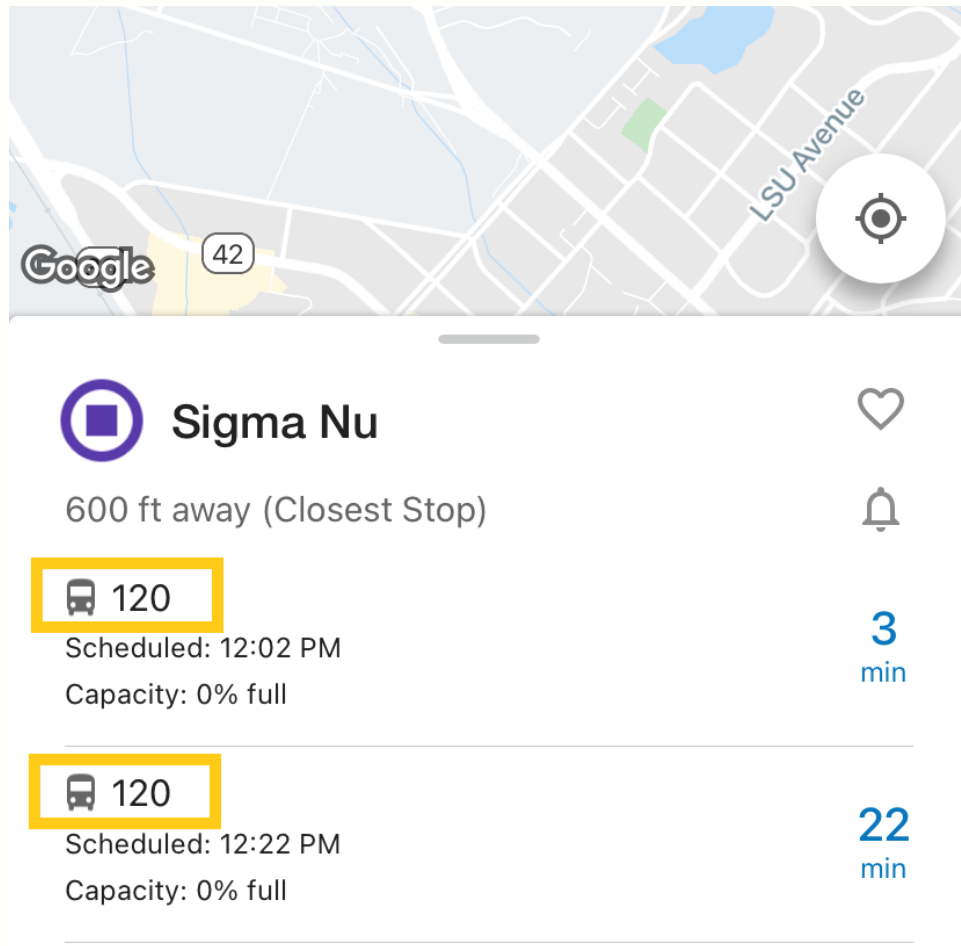 LSU Avenue
42
Google
Sigma Nu
600 ft away (Closest Stop)
120
Scheduled: 12:02 PM
3
min
Capacity: 0% full
120
Scheduled: 12:22 PM
22
min
Capacity: 0% full